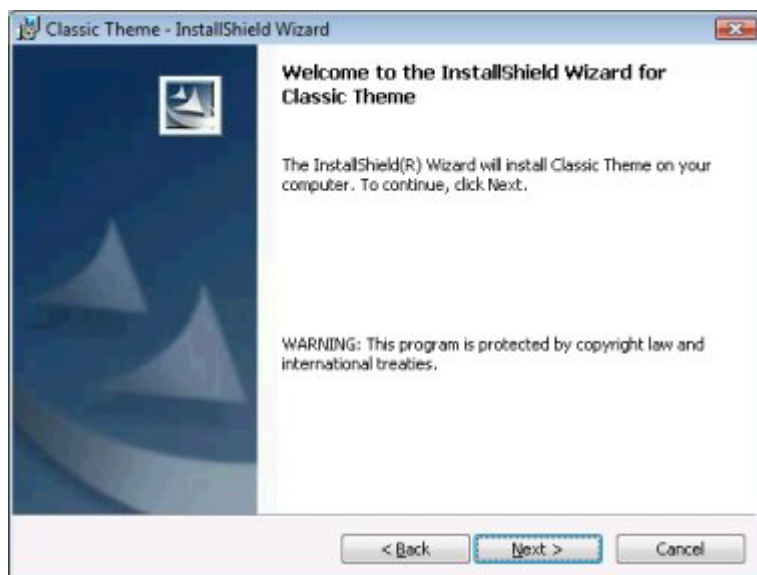 Classic Theme - InstallShield Wizard
Welcome to the InstallShield Wizard for
Classic Theme
The InstallShield(R) Wizard will install Classic Theme on your
computer. To continue, click Next.
WARNING: This program is protected by copyright law and
international treaties.
< Back
Next >
Cancel